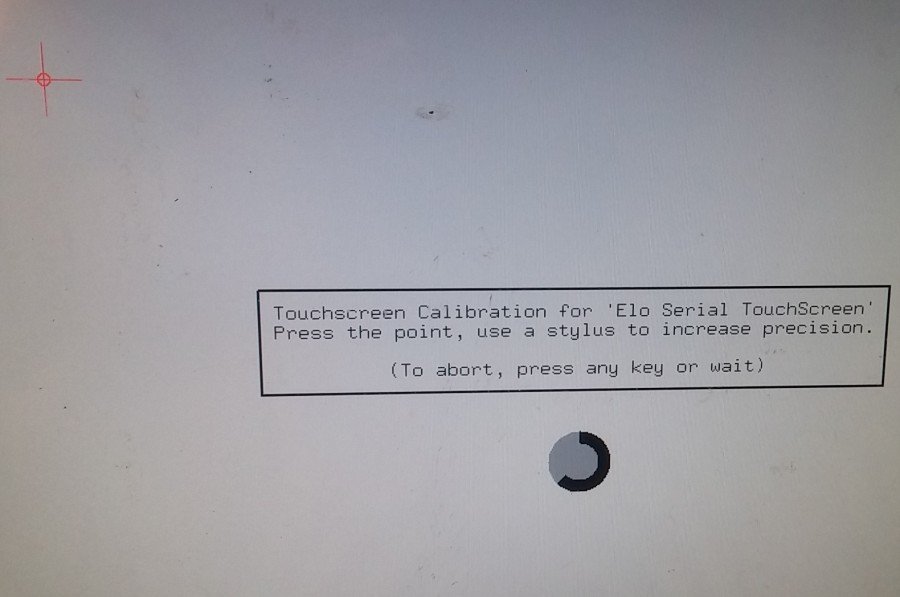 Touchscreen Calibration for 'Elo Serial TouchScreen'
Press the point, use a stylus to increase precision.
(To abort, press any key or wait)